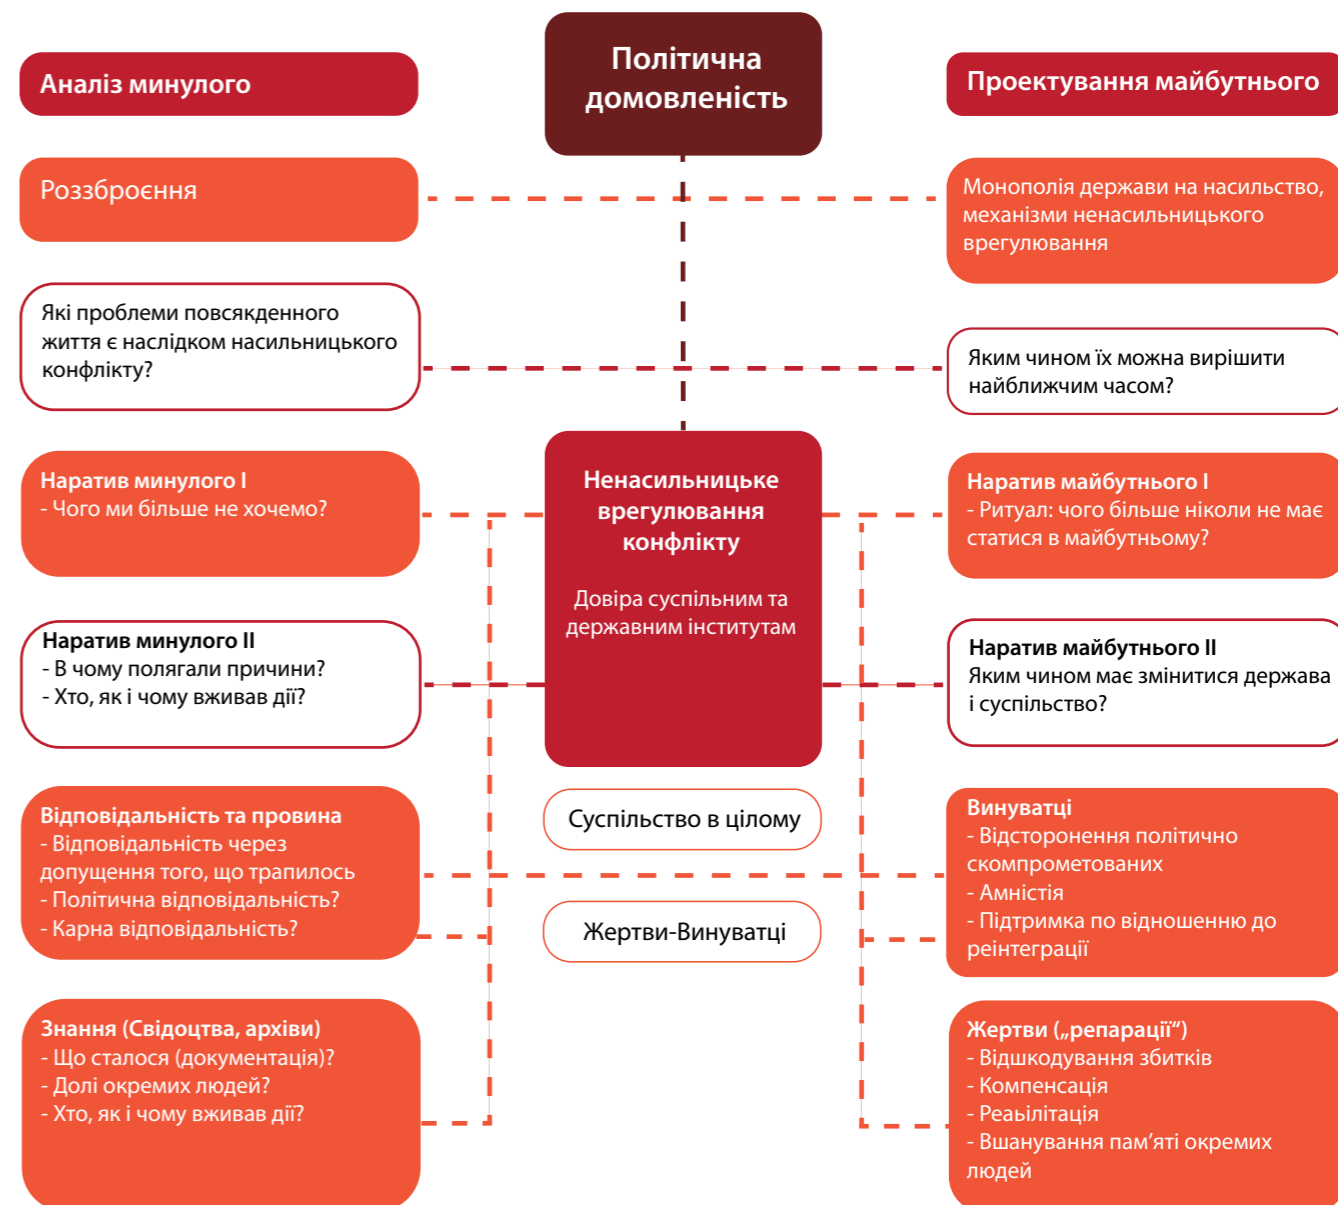 Політична
домовленість
Аналіз минулого
Проектування майбутнього
Роззброєння
Монополія держави на насильство,
механізми ненасильницького
врегулювання
Які проблеми повсякденного
життя є наслідком насильницького
конфлікту?
Яким чином їх можна вирішити
найближчим часом?
Наратив минулого I
- Чого ми більше не хочемо?
Ненасильницьке
врегулювання
конфлікту
Довіра суспільним та
державним інститутам
Наратив майбутнього I
- Ритуал: чого більше ніколи не має
статися в майбутньому?
Наратив минулого II
- В чому полягали причини?
- Хто, як і чому вживав дії?
Наратив майбутнього II
Яким чином має змінитися держава
і суспільство?
Відповідальність та провина
- Відповідальність через
допущення того, що трапилось
- Політична відповідальність?
- Карна відповідальність?
Суспільство в цілому
Жертви-Винуватці
Винуватці
- Відсторонення політично
скомпрометованих
- Амністія
- Підтримка по відношенню до
реінтеграції
Знання (Свідоцтва, архіви)
- Що сталося (документація)?
- Долі окремих людей?
- Хто, як і чому вживав дії?
Жертви („репарації“)
- Відшкодування збитків
- Компенсація
- Реаьілітація
- Вшанування пам’яті окремих
людей